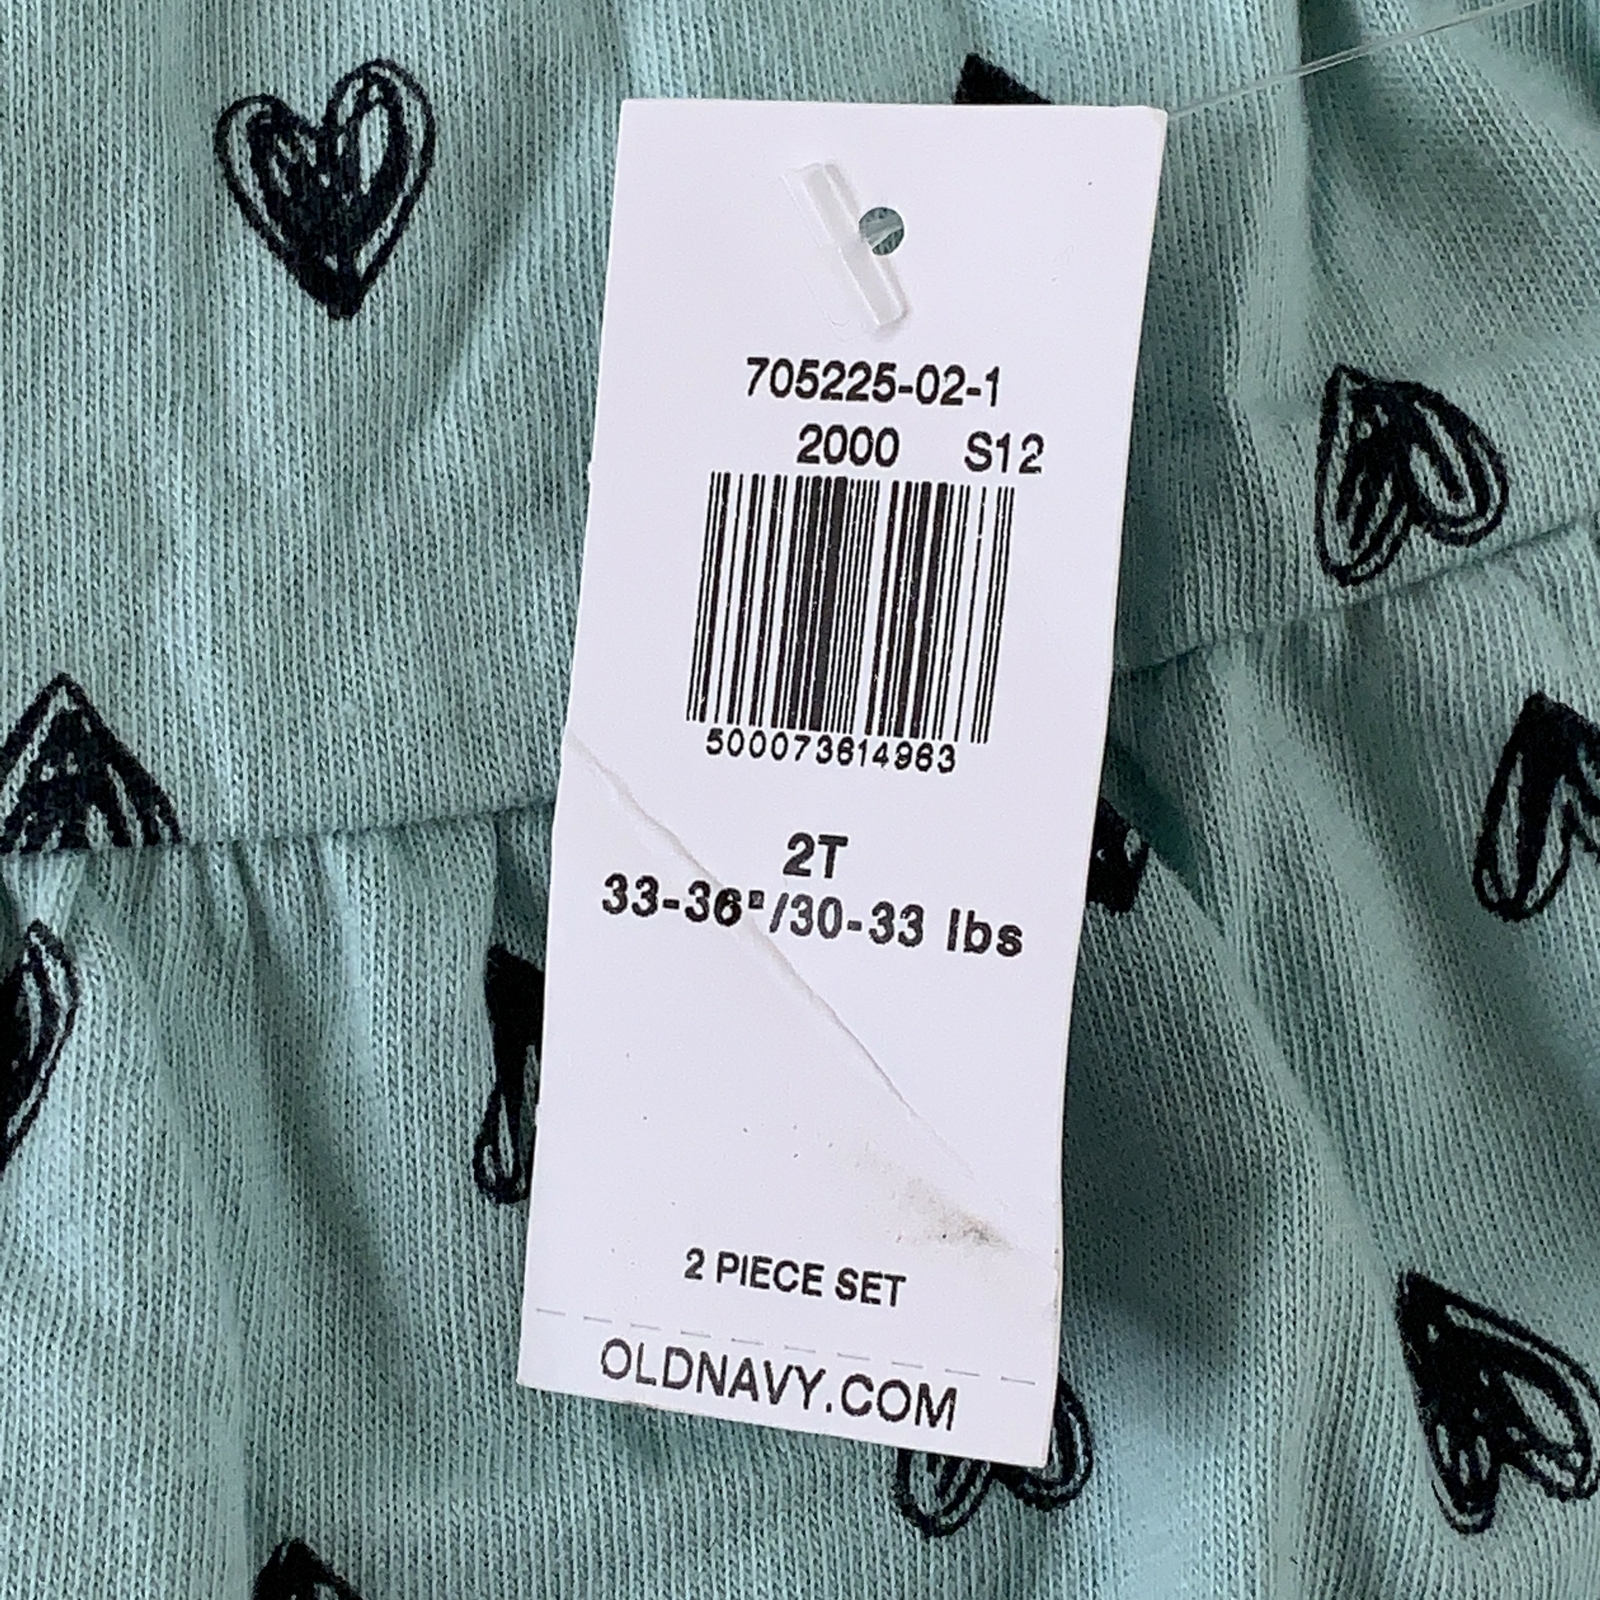 705225-02-1
2000 S12
500073614963
2T
33-36"/30-33 lbs
2 PIECE SET
OLDNAVY.COM